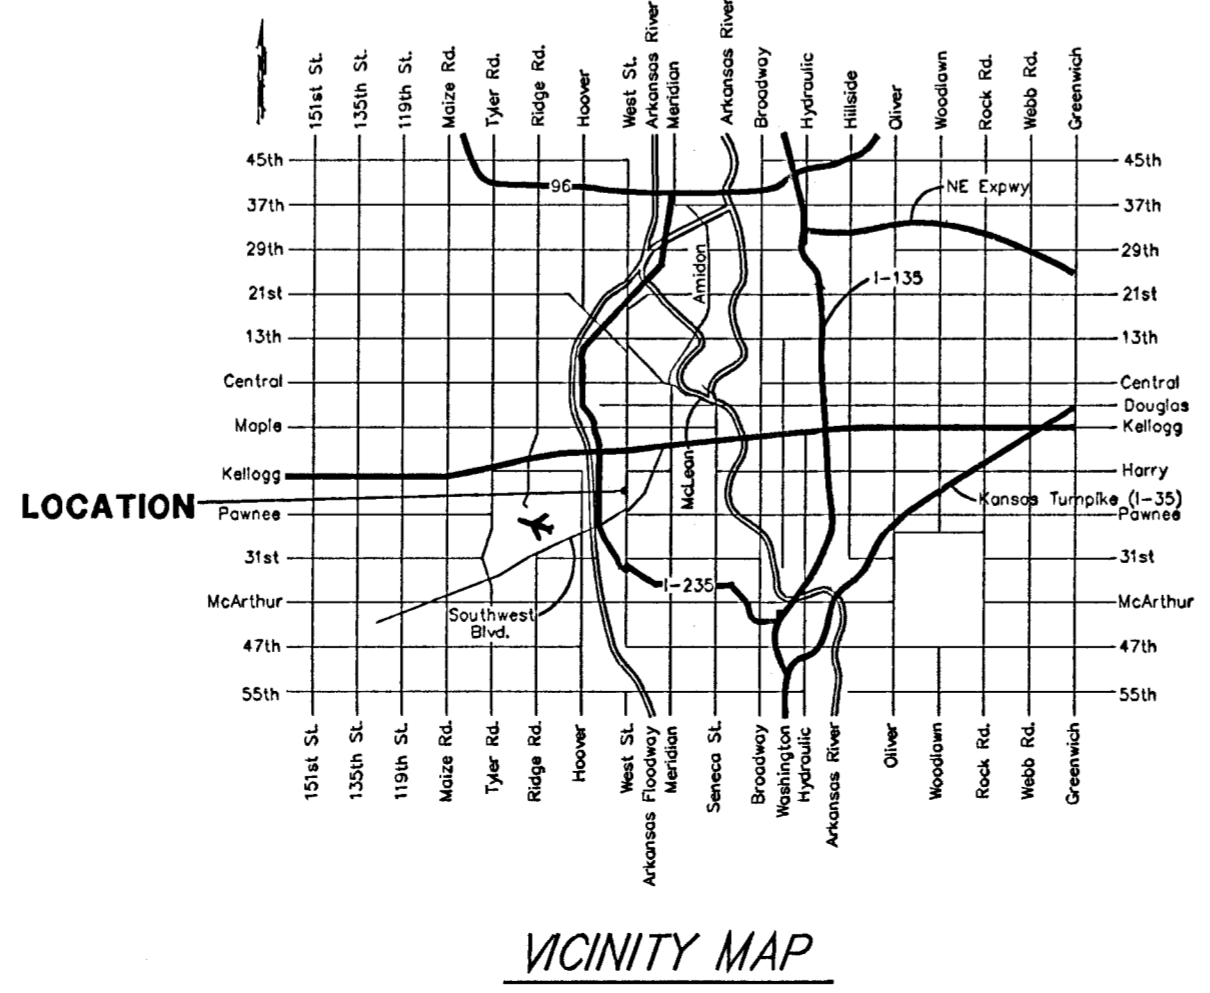 151st St.
135th St.
119th St.
Maize Rd.
Tyler Rd.
Ridge Rd.
Hoover
West St.
Arkansas River
Meridian
Arkansas River
Broadway
Hydraulic
Hillside
Oliver
Woodlawn
Rock Rd.
Webb Rd.
Greenwich
45th
45th
96
NE Expwy
37th
37th
29th
29th
Amidon
I-135
21st
21st
13th
13th
Central
Central
Douglas
Maple
Kellogg
McLean
Kellogg
Harry
LOCATION
Kansas Turnpike (I-35)
Pawnee
Pawnee
31st
31st
I-235
McArthur
McArthur
Southwest
Blvd.
47th
47th
55th
55th
151st St.
135th St.
119th St.
Maize Rd.
Tyler Rd.
Ridge Rd.
Hoover
West St.
Arkansas Floodway
Meridian
Seneca St.
Broadway
Washington
Hydraulic
Arkansas River
Oliver
Woodlawn
Rock Rd.
Webb Rd.
Greenwich
VICINITY MAP